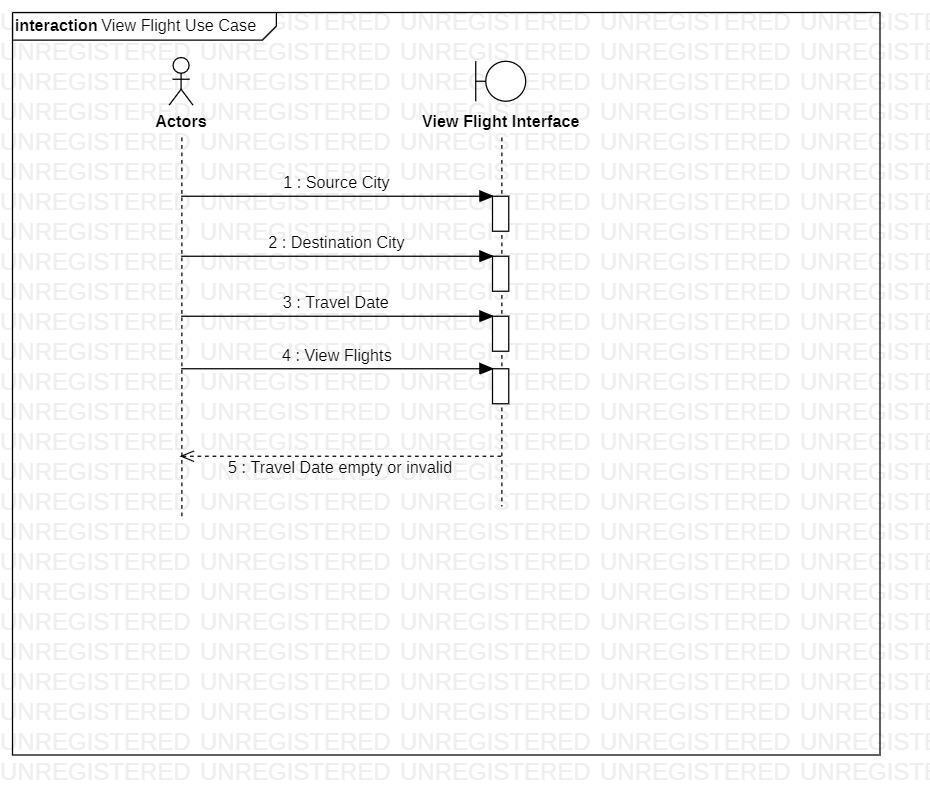 interaction View Flight Use Case
Actors
View Flight Interface
1 : Source City
2 : Destination City
3 : Travel Date
4 : View Flights
5 : Travel Date empty or invalid
UNREGISTERED